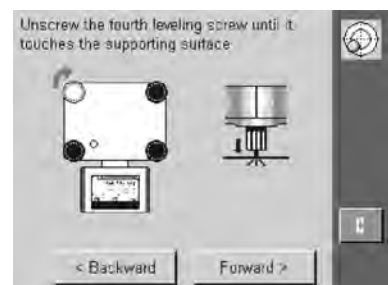 Unscrew the fourth leveling screw until it
touches the supporting surface
< Backward
Forward >